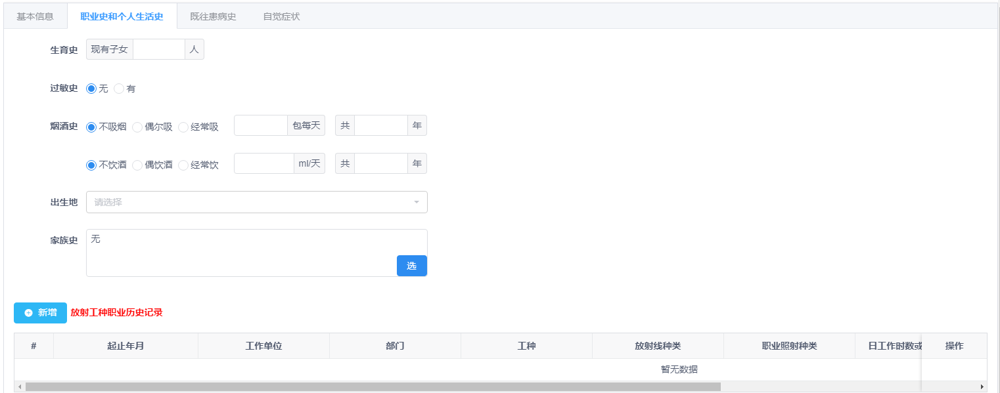 基本信息 职业史和个人生活史 既往患病史 自觉症状
生育史 现有子女 人
过敏史 无 有
烟酒史 不吸烟 偶尔吸 经常吸 包每天 共 年
不饮酒 偶饮酒 经常饮 ml/天 共 年
出生地 请选择
家族史 无
选
新增 放射工种职业历史记录
# 起止年月 工作单位 部门 工种 放射线种类 职业照射种类 日工作时数或 操作
暂无数据